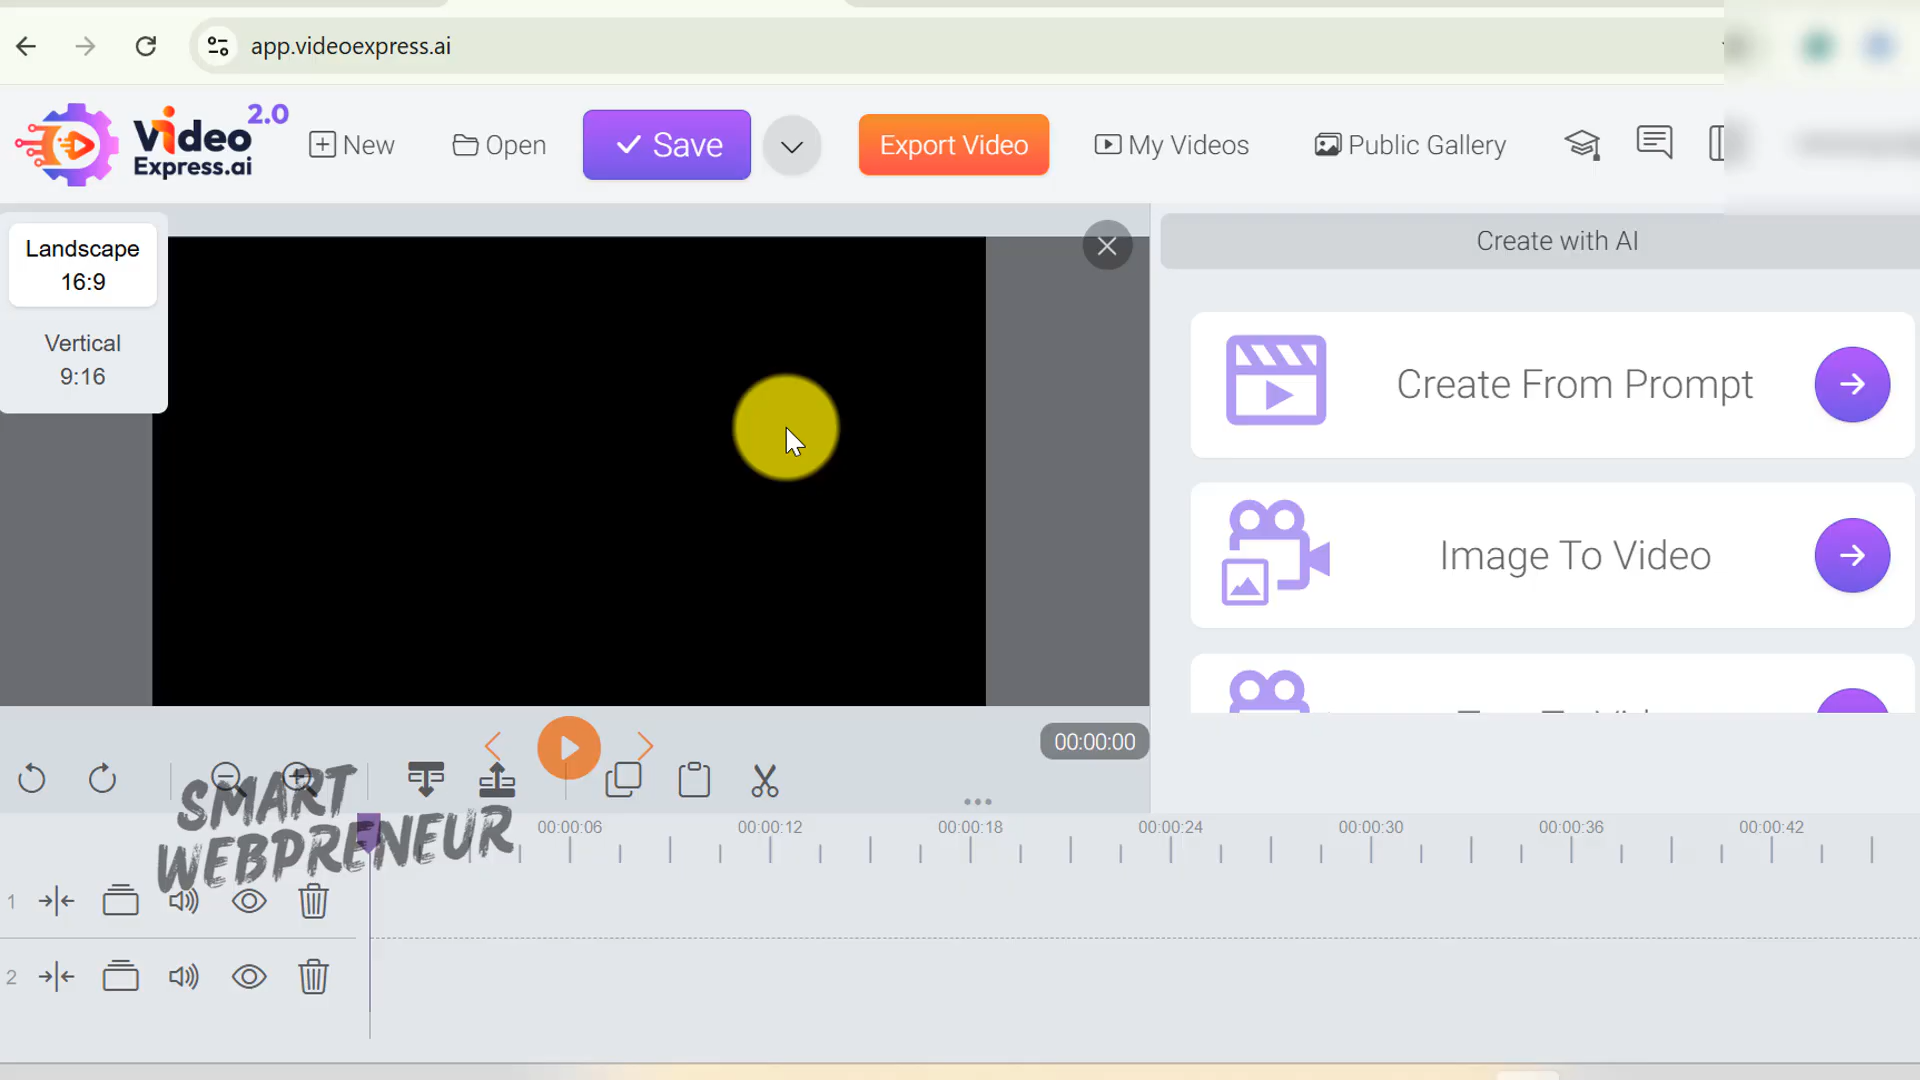 app.videoexpress.ai
Video
Express.ai
2.0
New
Open
Save
Export Video
My Videos
Public Gallery
Landscape
16:9
Vertical
9:16
Create with AI
Create From Prompt
Image To Video
00:00:00
SMART
WEBPRENEUR
00:00:06
00:00:12
00:00:18
00:00:24
00:00:30
00:00:36
00:00:42
1
2